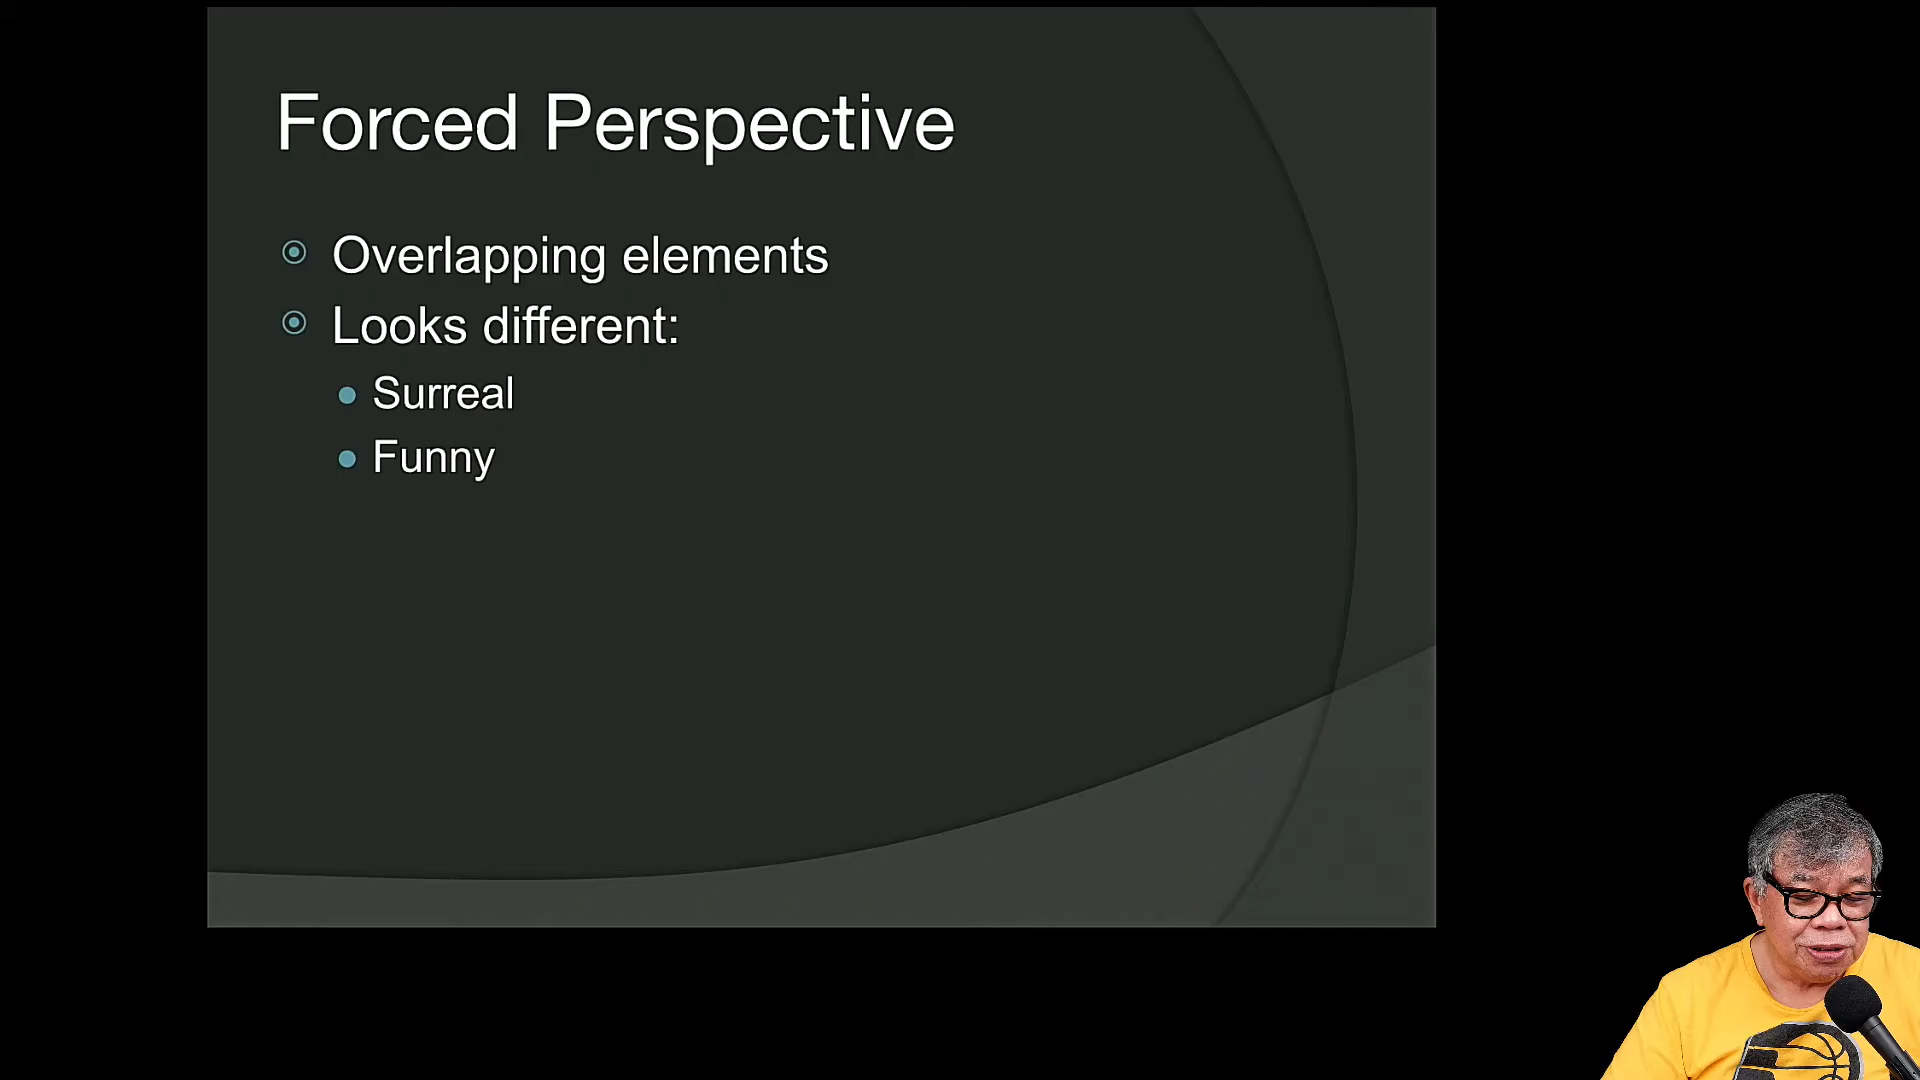 Forced Perspective
Overlapping elements
Looks different:
Surreal
Funny